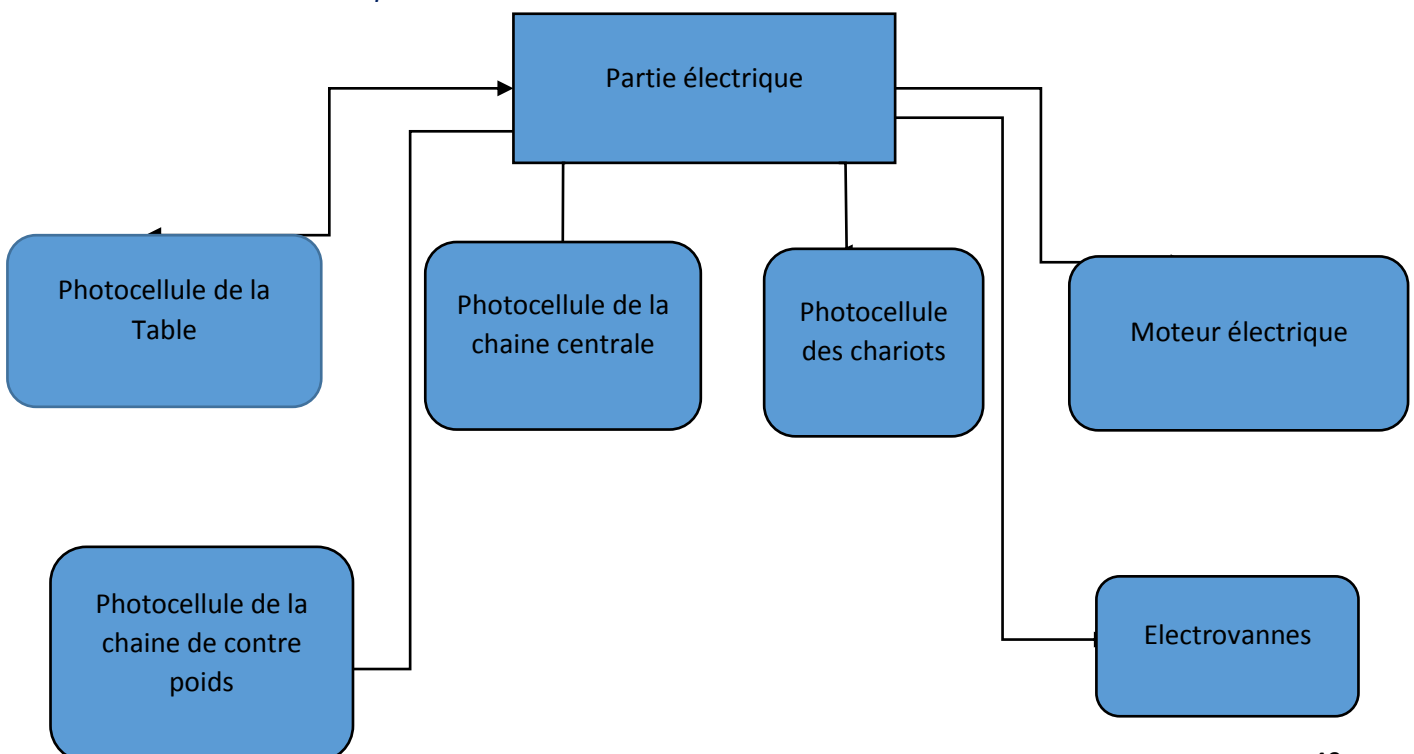 Partie électrique
Photocellule de la
Table
Photocellule de la
chaine centrale
Photocellule
des chariots
Moteur électrique
Photocellule de la
chaine de contre
poids
Electrovannes